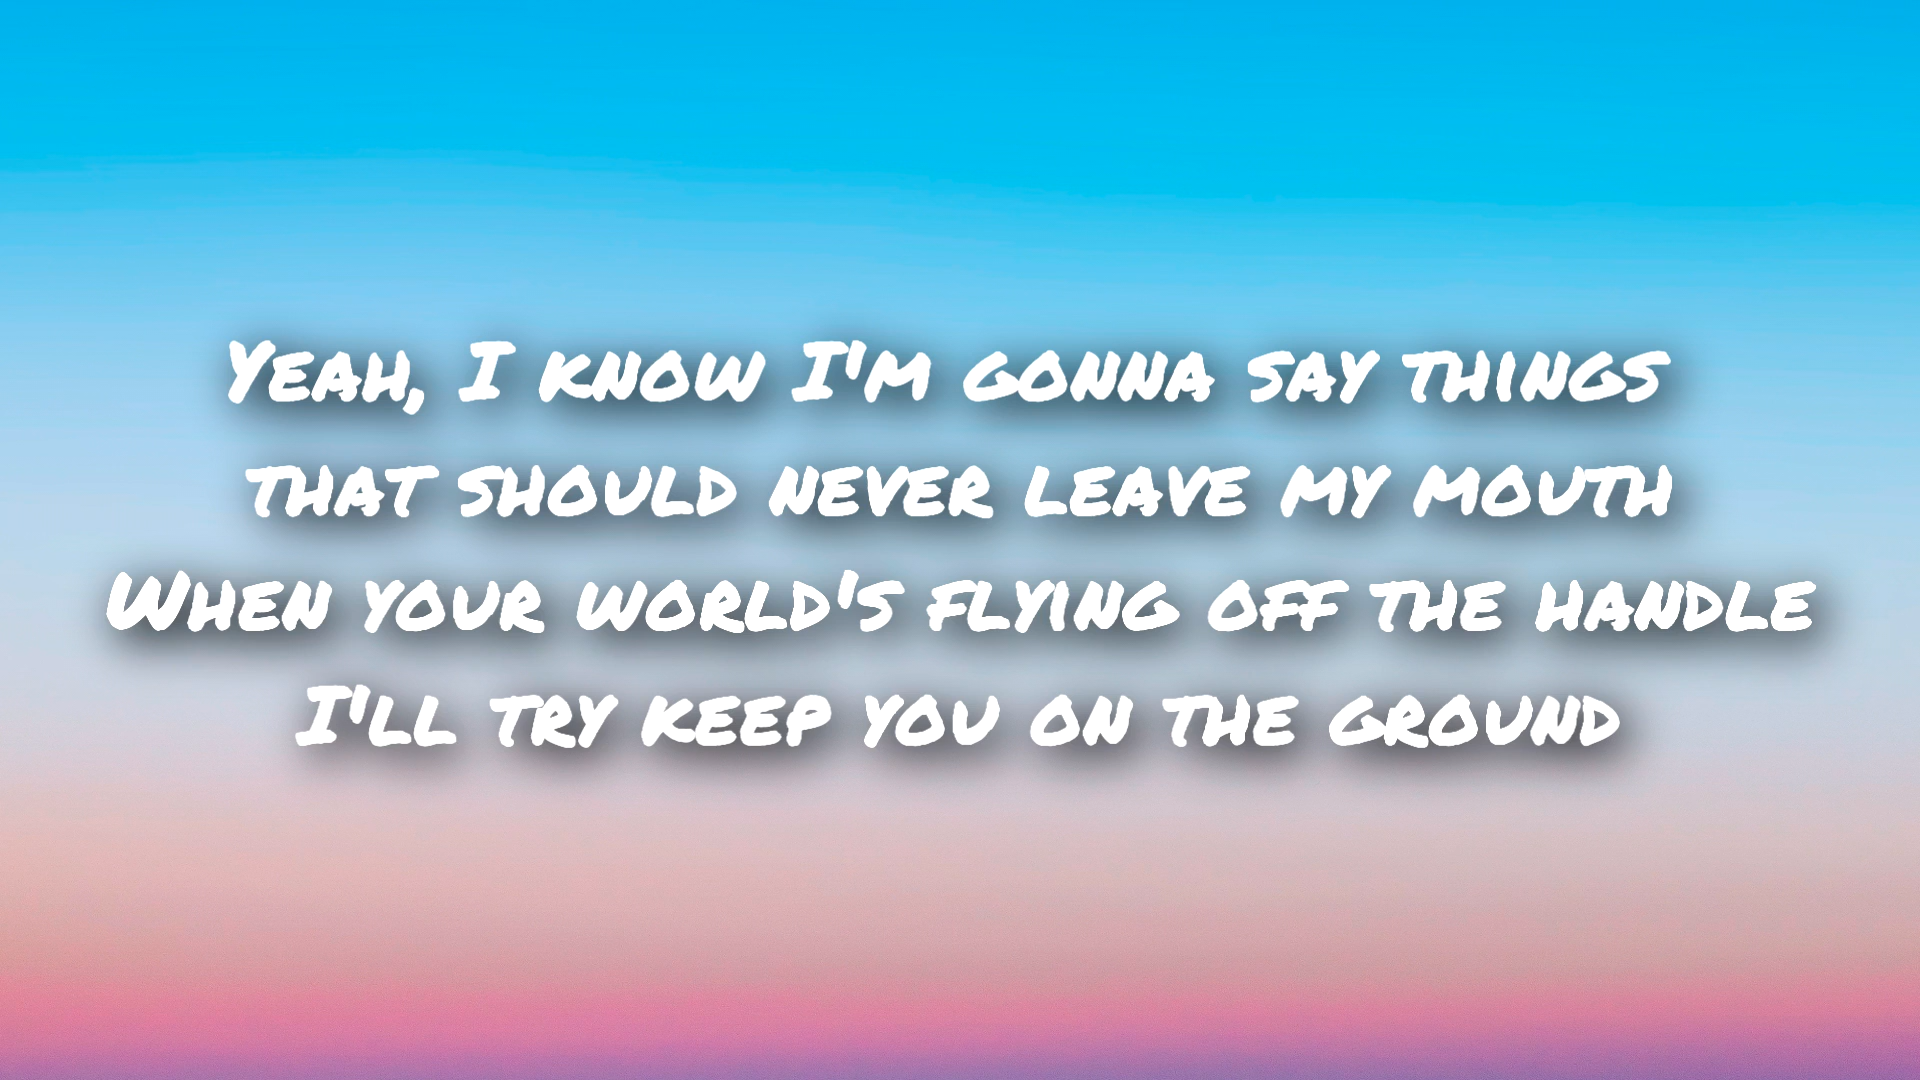 Yeah, I know I'm gonna say things
that should never leave my mouth
When your world's flying off the handle
I'll try keep you on the ground